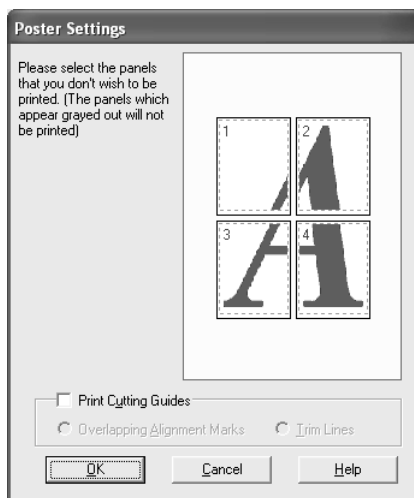 Poster Settings
Please select the panels
that you don't wish to be
printed. (The panels which
appear grayed out will not
be printed)
1 2
3 4
A
Print Cutting Guides
Overlapping Alignment Marks Trim Lines
OK Cancel Help